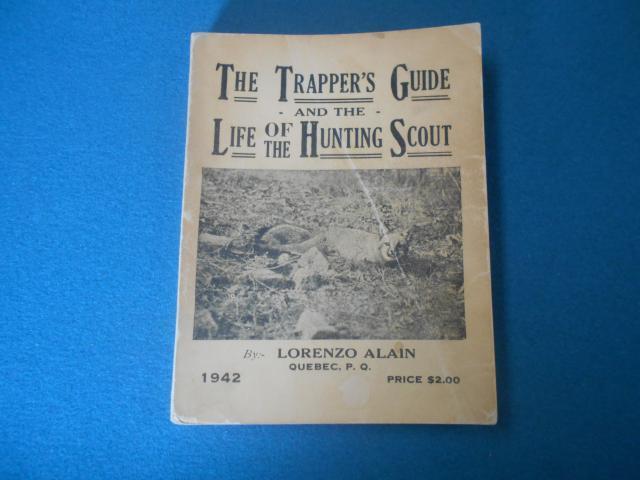 THE TRAPPER'S GUIDE
- AND THE -
LIFE OF THE HUNTING SCOUT
By:- LORENZO ALAIN
QUEBEC, P. Q.
1942 PRICE $2.00